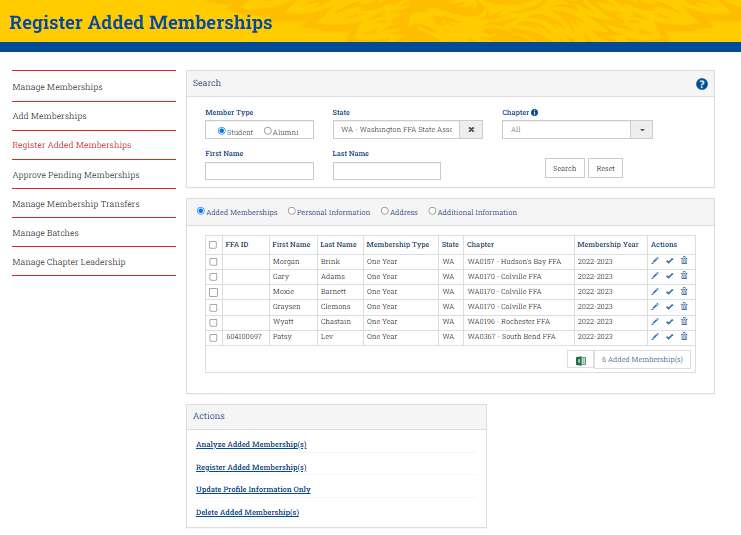 Register Added Memberships
Manage Memberships
Add Memberships
Register Added Memberships
Approve Pending Memberships
Manage Membership Transfers
Manage Batches
Manage Chapter Leadership
Search ?
Member Type State Chapter i
Student Alumni WA - Washington FFA State Assc ✖ All
First Name Last Name
Search Reset
Added Memberships Personal Information Address Additional Information
FFA ID First Name Last Name Membership Type State Chapter Membership Year Actions
Morgan Brink One Year WA WA0157 - Hudson's Bay FFA 2022-2023
Gary Adams One Year WA WA0170 - Colville FFA 2022-2023
Moxie Barnett One Year WA WA0170 - Colville FFA 2022-2023
Graysen Clemons One Year WA WA0170 - Colville FFA 2022-2023
Wyatt Chastain One Year WA WA0196 - Rochester FFA 2022-2023
604100697 Patsy Lev One Year WA WA0367 - South Bend FFA 2022-2023
6 Added Membership(s)
Actions
Analyze Added Membership(s)
Register Added Membership(s)
Update Profile Information Only
Delete Added Membership(s)